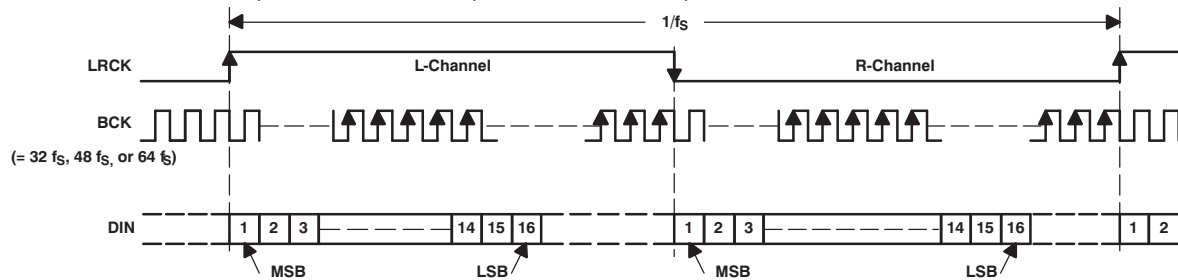 1/fS
LRCK
L-Channel
R-Channel
BCK
(= 32 fS, 48 fS, or 64 fS)
DIN
1 2 3 14 15 16 1 2 3 14 15 16 1 2
MSB LSB MSB LSB